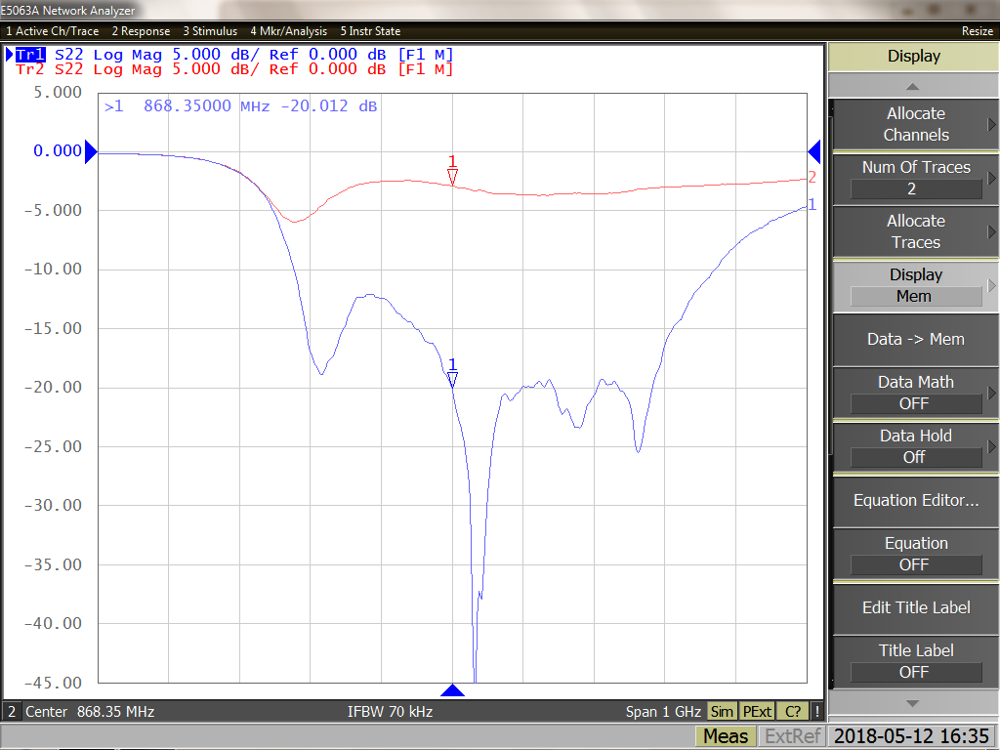 E5063A Network Analyzer
1 Active Ch/Trace 2 Response 3 Stimulus 4 Mkr/Analysis 5 Instr State
Resize
Tr1 S22 Log Mag 5.000 dB/ Ref 0.000 dB [F1 M]
Tr2 S22 Log Mag 5.000 dB/ Ref 0.000 dB [F1 M]
5.000
>1 868.35000 MHz -20.012 dB
0.000
-5.000
-10.00
-15.00
-20.00
-25.00
-30.00
-35.00
-40.00
-45.00
1
1
2
1
2 Center 868.35 MHz
IFBW 70 kHz
Span 1 GHz Sim PExt C? !
Meas ExtRef 2018-05-12 16:35
Display
Allocate
Channels
Num Of Traces
2
Allocate
Traces
Display
Mem
Data -> Mem
Data Math
OFF
Data Hold
Off
Equation Editor...
Equation
OFF
Edit Title Label
Title Label
OFF